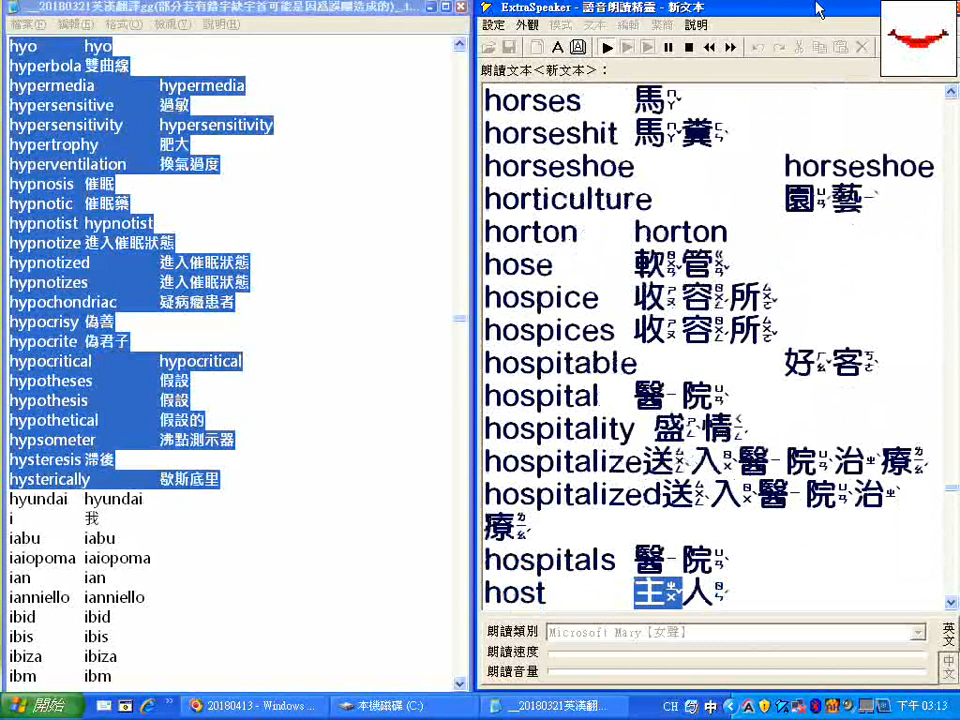 __20180321英漢翻譯gg(部分若有錯字缺字首可能是因為誤刪造成的)_.t...
檔案(F) 編輯(E) 格式(O) 檢視(V) 說明(H)
hyo hyo
hyperbola 雙曲線
hypermedia hypermedia
hypersensitive 過敏
hypersensitivity hypersensitivity
hypertrophy 肥大
hyperventilation 換氣過度
hypnosis 催眠
hypnotic 催眠藥
hypnotist hypnotist
hypnotize 進入催眠狀態
hypnotized 進入催眠狀態
hypnotizes 進入催眠狀態
hypochondriac 疑病癥患者
hypocrisy 偽善
hypocrite 偽君子
hypocritical hypocritical
hypotheses 假設
hypothesis 假設
hypothetical 假設的
hypsometer 沸點測示器
hysteresis 滯後
hysterically 歇斯底里
hyundai hyundai
i 我
iabu iabu
iaiopoma iaiopoma
ian ian
ianniello ianniello
ibid ibid
ibis ibis
ibiza ibiza
ibm ibm
ExtraSpeaker - 語音朗讀精靈 - 新文本
設定 外觀 模式 文本 編輯 叢筒 說明
朗讀文本<新文本>：
horses 馬
horseshit 馬糞
horseshoe horseshoe
horticulture 園藝
horton horton
hose 軟管
hospice 收容所
hospices 收容所
hospitable 好客
hospital 醫院
hospitality 盛情
hospitalize送入醫院治療
hospitalized送入醫院治
療
hospitals 醫院
host 主人
朗讀類別 Microsoft Mary【女聲】
朗讀速度
朗讀音量
英文
中文
開始 20180413 - Windows ... 本機磁碟 (C:) __20180321英漢翻... CH 中 下午 03:13